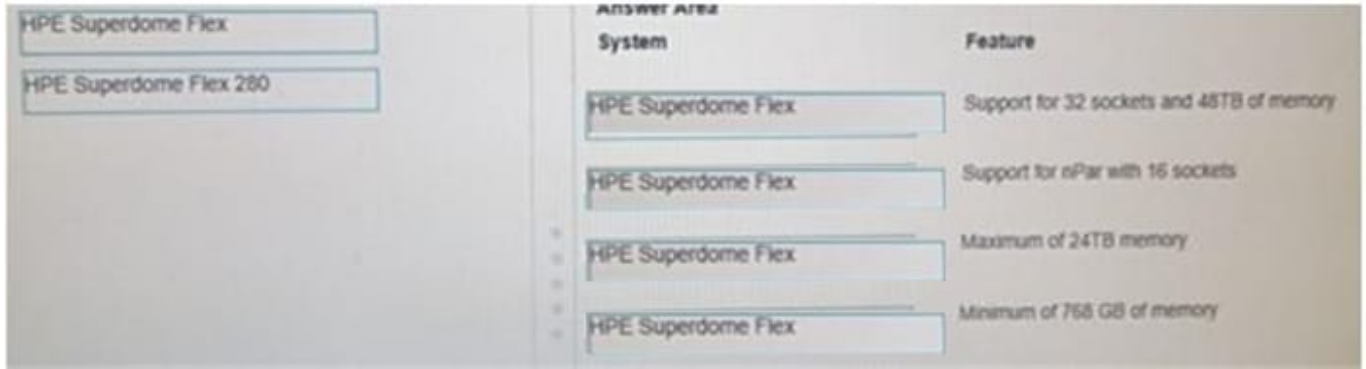 HPE Superdome Flex
HPE Superdome Flex 280
Answer Area
System Feature
HPE Superdome Flex Support for 32 sockets and 48TB of memory
HPE Superdome Flex Support for nPar with 16 sockets
HPE Superdome Flex Maximum of 24TB memory
HPE Superdome Flex Minimum of 768 GB of memory